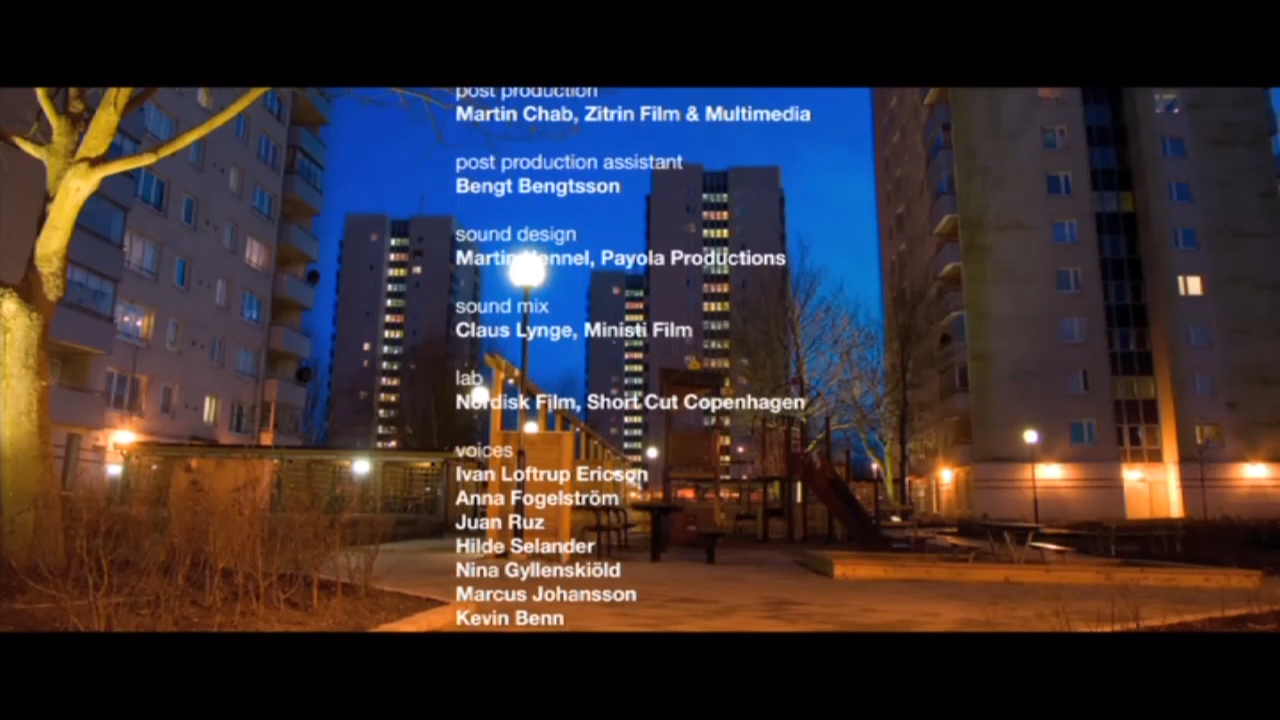 post production
Martin Chab, Zitrin Film & Multimedia
post production assistant
Bengt Bengtsson
sound design
Martin Hennel, Payola Productions
sound mix
Claus Lynge, Ministi Film
lab
Nordisk Film, Short Cut Copenhagen
voices
Ivan Loftrup Ericson
Anna Fogelström
Juan Ruz
Hilde Selander
Nina Gyllenskiöld
Marcus Johansson
Kevin Benn